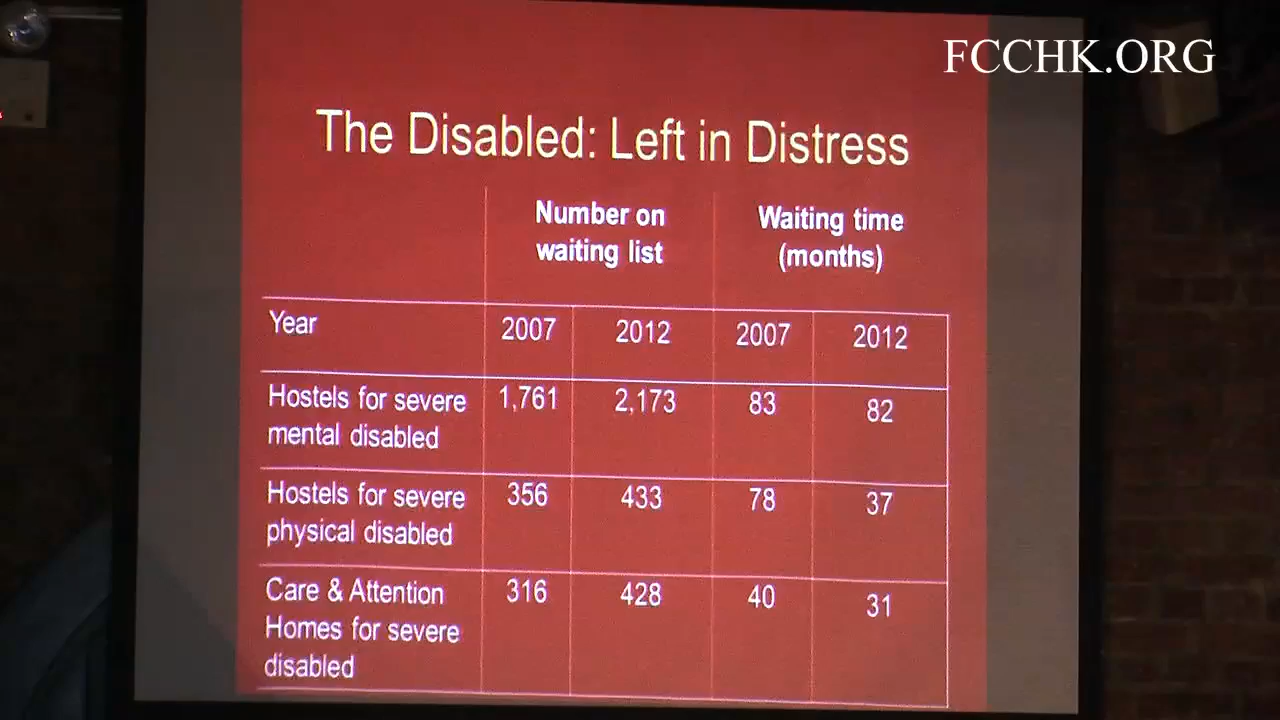 FCCHK.ORG
The Disabled: Left in Distress
Number on waiting list
Waiting time (months)
Year 2007 2012 2007 2012
Hostels for severe mental disabled 1,761 2,173 83 82
Hostels for severe physical disabled 356 433 78 37
Care & Attention Homes for severe disabled 316 428 40 31